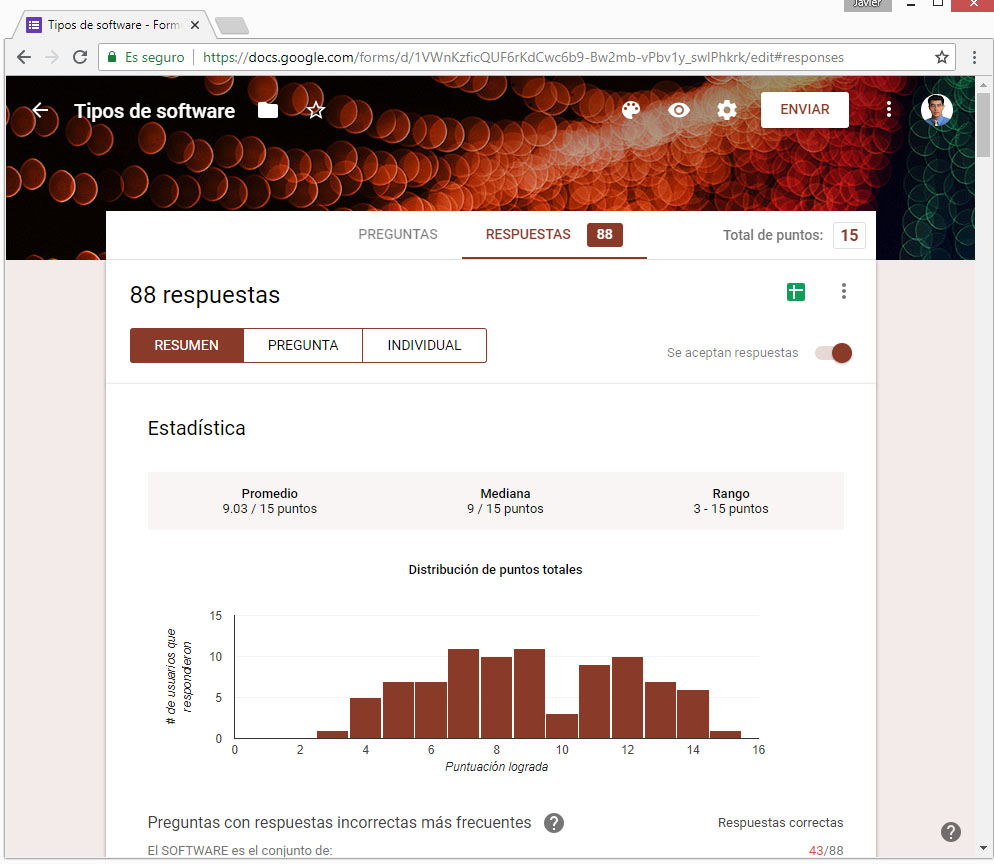 Javier
Tipos de software - Form
Es seguro
https://docs.google.com/forms/d/1VWnKzficQUF6rKdCwc6b9-Bw2mb-vPbv1y_swlPhkrk/edit#responses
Tipos de software
ENVIAR
PREGUNTAS
RESPUESTAS 88
Total de puntos: 15
88 respuestas
RESUMEN
PREGUNTA
INDIVIDUAL
Se aceptan respuestas
Estadística
Promedio
9.03 / 15 puntos
Mediana
9 / 15 puntos
Rango
3 - 15 puntos
Distribución de puntos totales
# de usuarios que
respondieron
15
10
5
0
0 2 4 6 8 10 12 14 16
Puntuación lograda
Preguntas con respuestas incorrectas más frecuentes ?
Respuestas correctas
El SOFTWARE es el conjunto de:
43/88
?